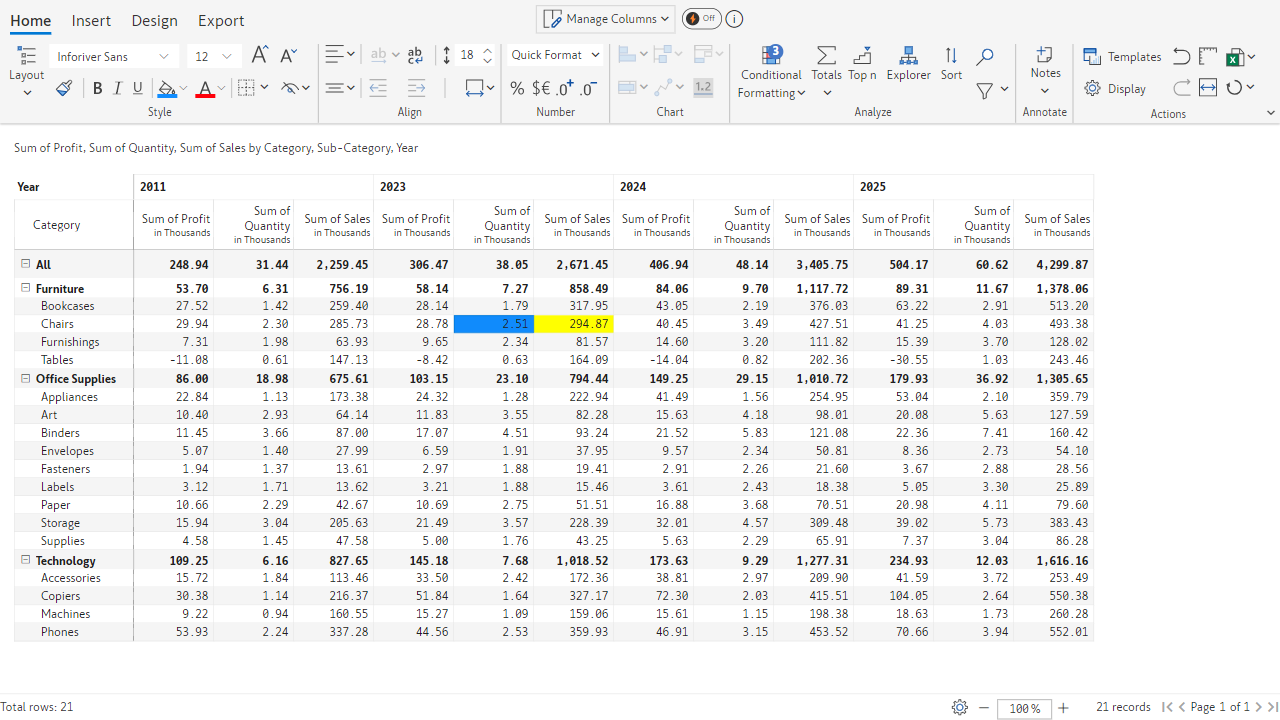 Home Insert Design Export Manage Columns Off i
Layout Inforiver Sans 12 A A ab ab 18 Quick Format 3 Conditional Formatting Totals Top n Explorer Sort Notes Templates
B I U A % $€ .0+ .0- 1.2 Display
Style Align Number Chart Analyze Annotate Actions
Sum of Profit, Sum of Quantity, Sum of Sales by Category, Sub-Category, Year
Year 2011 2023 2024 2025
Category Sum of Profit in Thousands Sum of Quantity in Thousands Sum of Sales in Thousands Sum of Profit in Thousands Sum of Quantity in Thousands Sum of Sales in Thousands Sum of Profit in Thousands Sum of Quantity in Thousands Sum of Sales in Thousands Sum of Profit in Thousands Sum of Quantity in Thousands Sum of Sales in Thousands
All 248.94 31.44 2,259.45 306.47 38.05 2,671.45 406.94 48.14 3,405.75 504.17 60.62 4,299.87
Furniture 53.70 6.31 756.19 58.14 7.27 858.49 84.06 9.70 1,117.72 89.31 11.67 1,378.06
Bookcases 27.52 1.42 259.40 28.14 1.79 317.95 43.05 2.19 376.03 63.22 2.91 513.20
Chairs 29.94 2.30 285.73 28.78 2.51 294.87 40.45 3.49 427.51 41.25 4.03 493.38
Furnishings 7.31 1.98 63.93 9.65 2.34 81.57 14.60 3.20 111.82 15.39 3.70 128.02
Tables -11.08 0.61 147.13 -8.42 0.63 164.09 -14.04 0.82 202.36 -30.55 1.03 243.46
Office Supplies 86.00 18.98 675.61 103.15 23.10 794.44 149.25 29.15 1,010.72 179.93 36.92 1,305.65
Appliances 22.84 1.13 173.38 24.32 1.28 222.94 41.49 1.56 254.95 53.04 2.10 359.79
Art 10.40 2.93 64.14 11.83 3.55 82.28 15.63 4.18 98.01 20.08 5.63 127.59
Binders 11.45 3.66 87.00 17.07 4.51 93.24 21.52 5.83 121.08 22.36 7.41 160.42
Envelopes 5.07 1.40 27.99 6.59 1.91 37.95 9.57 2.34 50.81 8.36 2.73 54.10
Fasteners 1.94 1.37 13.61 2.97 1.88 19.41 2.91 2.26 21.60 3.67 2.88 28.56
Labels 3.12 1.71 13.62 3.21 1.88 15.46 3.61 2.43 18.38 5.05 3.30 25.89
Paper 10.66 2.29 42.67 10.69 2.75 51.51 16.88 3.68 70.51 20.98 4.11 79.60
Storage 15.94 3.04 205.63 21.49 3.57 228.39 32.01 4.57 309.48 39.02 5.73 383.43
Supplies 4.58 1.45 47.58 5.00 1.76 43.25 5.63 2.29 65.91 7.37 3.04 86.28
Technology 109.25 6.16 827.65 145.18 7.68 1,018.52 173.63 9.29 1,277.31 234.93 12.03 1,616.16
Accessories 15.72 1.84 113.46 33.50 2.42 172.36 38.81 2.97 209.90 41.59 3.72 253.49
Copiers 30.38 1.14 216.37 51.84 1.64 327.17 72.30 2.03 415.51 104.05 2.64 550.38
Machines 9.22 0.94 160.55 15.27 1.09 159.06 15.61 1.15 198.38 18.63 1.73 260.28
Phones 53.93 2.24 337.28 44.56 2.53 359.93 46.91 3.15 453.52 70.66 3.94 552.01
Total rows: 21 100 % 21 records Page 1 of 1